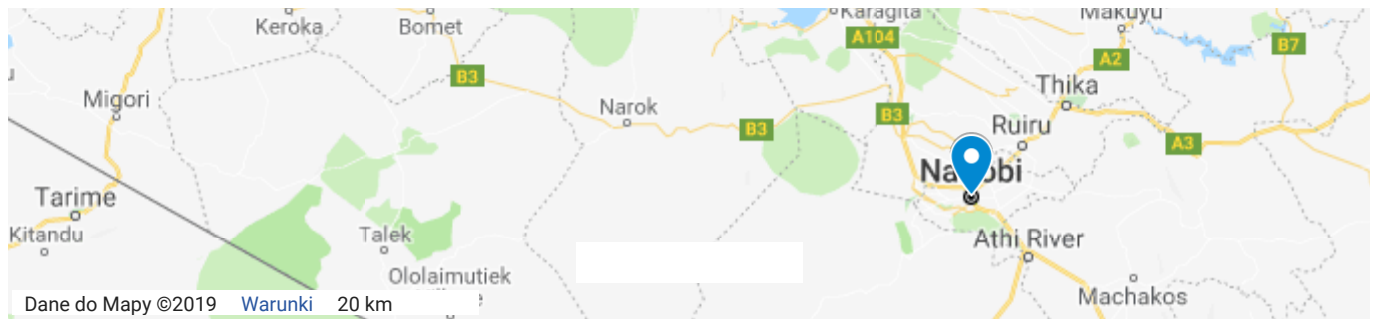 Keroka
Bomet
Karagita
Makuyu
A104
B7
A2
B3
Thika
Migori
Narok
B3
B3
Ruiru
A3
Tarime
Kitandu
Talek
Athi River
Ololaimutiek
Machakos
Dane do Mapy ©2019 Warunki 20 km